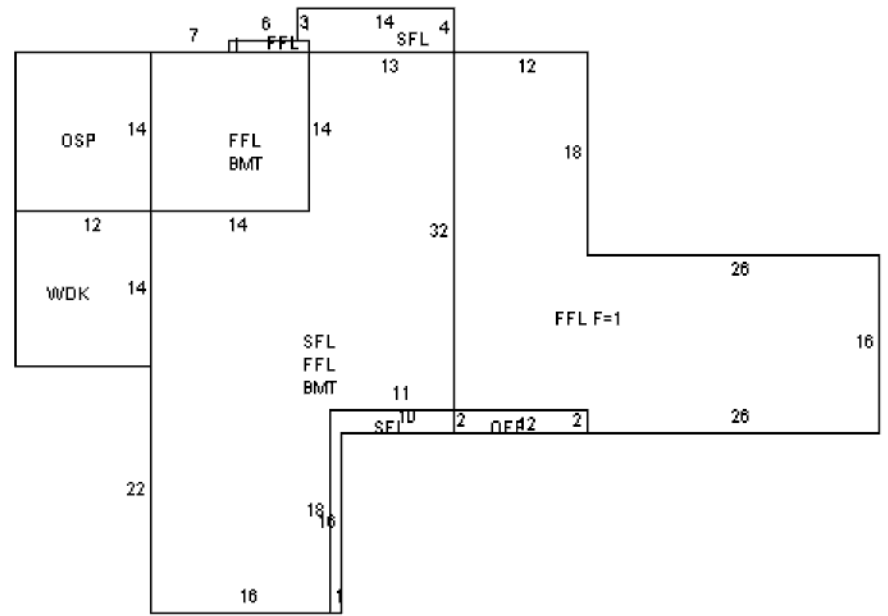 6 3 14 4
7 FFL SFL
13 12
OSP 14 FFL 14 18
BMT
12 14 32
26
WDK 14
FFL F=1 16
SFL
FFL
BMT
11
10 26
SFL 2 OFP 12 2
22 18
16
16 1